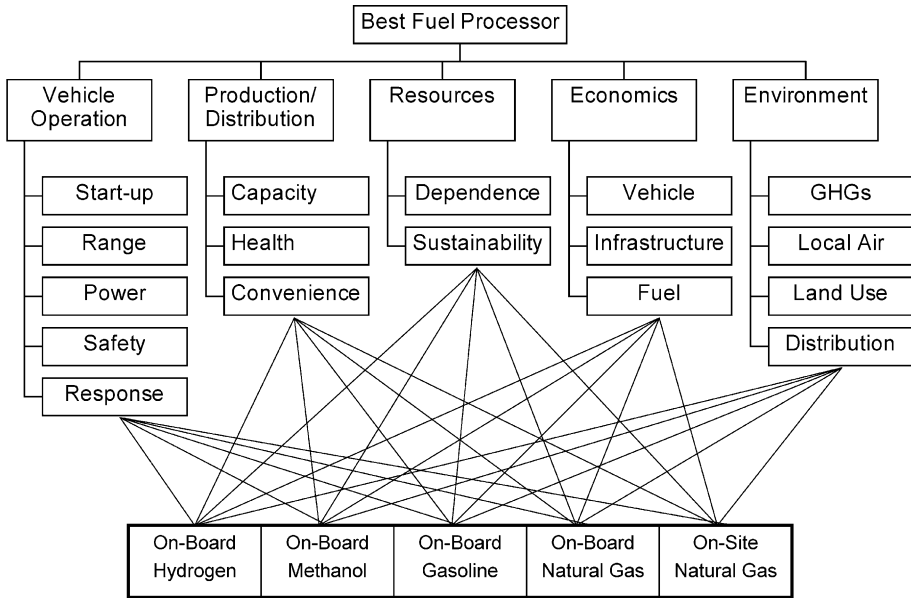 Best Fuel Processor
Vehicle
Operation
Production/
Distribution
Resources
Economics
Environment
Start-up
Range
Power
Safety
Response
Capacity
Health
Convenience
Dependence
Sustainability
Vehicle
Infrastructure
Fuel
GHGs
Local Air
Land Use
Distribution
On-Board
Hydrogen
On-Board
Methanol
On-Board
Gasoline
On-Board
Natural Gas
On-Site
Natural Gas